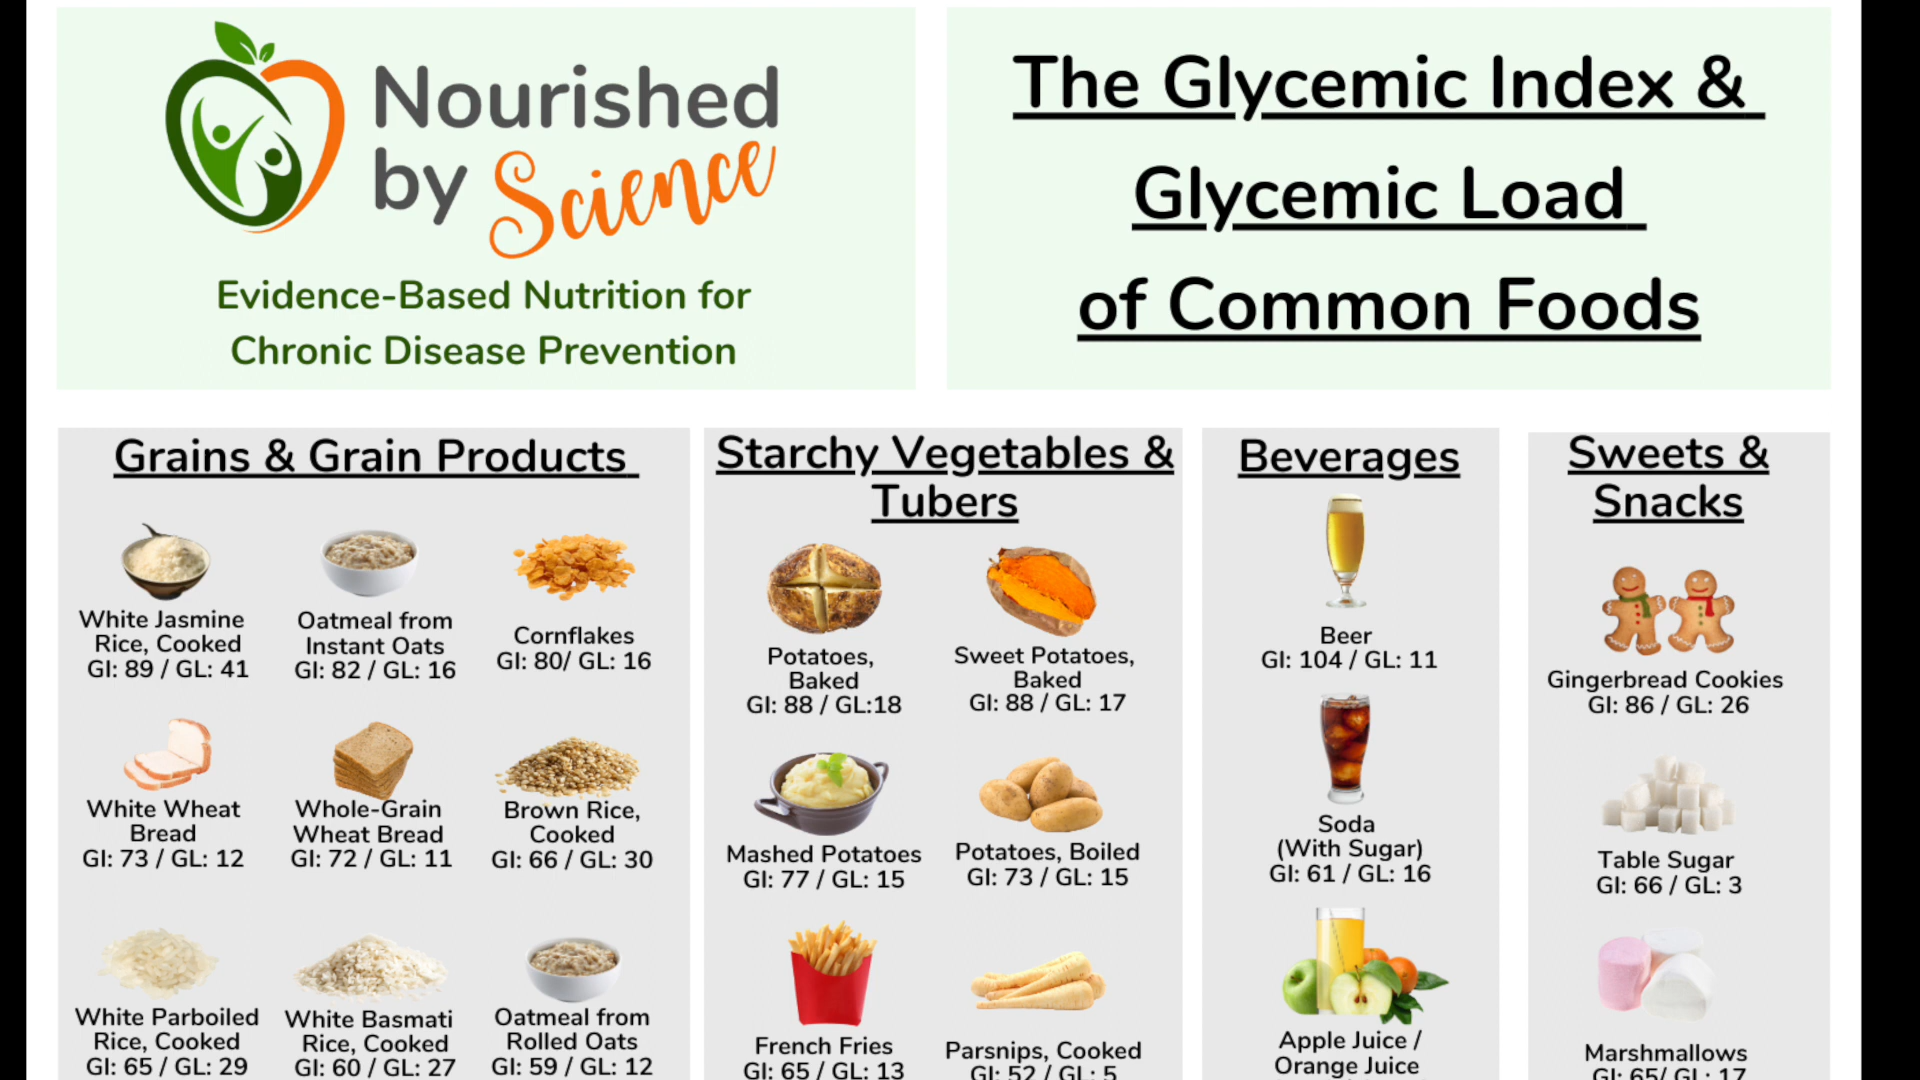 Nourished
by Science
Evidence-Based Nutrition for
Chronic Disease Prevention
The Glycemic Index &
Glycemic Load
of Common Foods
Grains & Grain Products
White Jasmine
Rice, Cooked
GI: 89 / GL: 41
Oatmeal from
Instant Oats
GI: 82 / GL: 16
Cornflakes
GI: 80/ GL: 16
White Wheat
Bread
GI: 73 / GL: 12
Whole-Grain
Wheat Bread
GI: 72 / GL: 11
Brown Rice,
Cooked
GI: 66 / GL: 30
White Parboiled
Rice, Cooked
GI: 65 / GL: 29
White Basmati
Rice, Cooked
GI: 60 / GL: 27
Oatmeal from
Rolled Oats
GI: 59 / GL: 12
Starchy Vegetables &
Tubers
Potatoes,
Baked
GI: 88 / GL:18
Sweet Potatoes,
Baked
GI: 88 / GL: 17
Mashed Potatoes
GI: 77 / GL: 15
Potatoes, Boiled
GI: 73 / GL: 15
French Fries
GI: 65 / GL: 13
Parsnips, Cooked
GI: 52 / GL: 5
Beverages
Beer
GI: 104 / GL: 11
Soda
(With Sugar)
GI: 61 / GL: 16
Apple Juice /
Orange Juice
Sweets &
Snacks
Gingerbread Cookies
GI: 86 / GL: 26
Table Sugar
GI: 66 / GL: 3
Marshmallows
GI: 65/ GL: 17